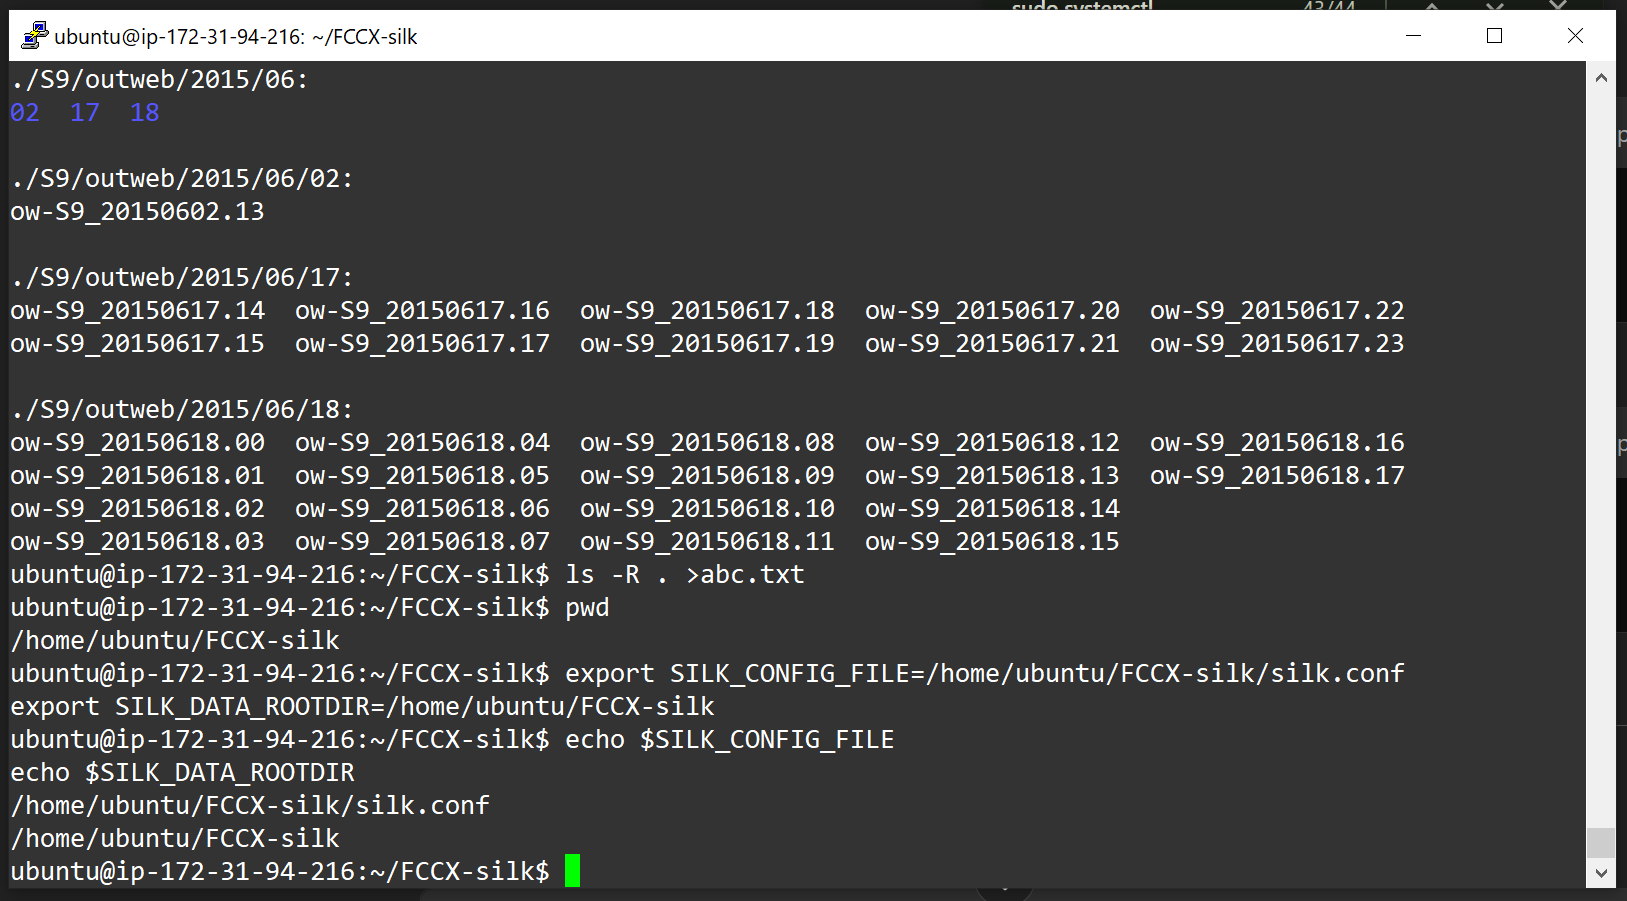 sudo systemctl 43/44
ubuntu@ip-172-31-94-216: ~/FCCX-silk
./S9/outweb/2015/06:
02  17  18
./S9/outweb/2015/06/02:
ow-S9_20150602.13
./S9/outweb/2015/06/17:
ow-S9_20150617.14  ow-S9_20150617.16  ow-S9_20150617.18  ow-S9_20150617.20  ow-S9_20150617.22
ow-S9_20150617.15  ow-S9_20150617.17  ow-S9_20150617.19  ow-S9_20150617.21  ow-S9_20150617.23
./S9/outweb/2015/06/18:
ow-S9_20150618.00  ow-S9_20150618.04  ow-S9_20150618.08  ow-S9_20150618.12  ow-S9_20150618.16
ow-S9_20150618.01  ow-S9_20150618.05  ow-S9_20150618.09  ow-S9_20150618.13  ow-S9_20150618.17
ow-S9_20150618.02  ow-S9_20150618.06  ow-S9_20150618.10  ow-S9_20150618.14
ow-S9_20150618.03  ow-S9_20150618.07  ow-S9_20150618.11  ow-S9_20150618.15
ubuntu@ip-172-31-94-216:~/FCCX-silk$ ls -R . >abc.txt
ubuntu@ip-172-31-94-216:~/FCCX-silk$ pwd
/home/ubuntu/FCCX-silk
ubuntu@ip-172-31-94-216:~/FCCX-silk$ export SILK_CONFIG_FILE=/home/ubuntu/FCCX-silk/silk.conf
export SILK_DATA_ROOTDIR=/home/ubuntu/FCCX-silk
ubuntu@ip-172-31-94-216:~/FCCX-silk$ echo $SILK_CONFIG_FILE
echo $SILK_DATA_ROOTDIR
/home/ubuntu/FCCX-silk/silk.conf
/home/ubuntu/FCCX-silk
ubuntu@ip-172-31-94-216:~/FCCX-silk$